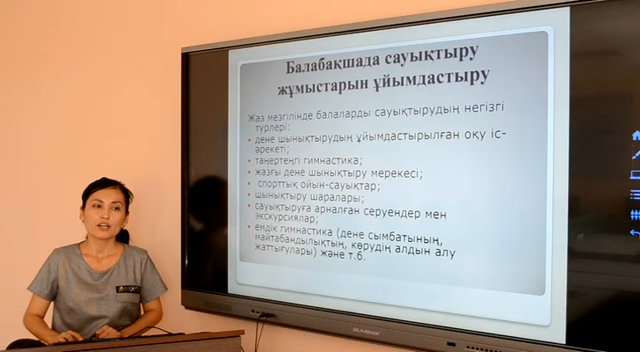 Балабақшада сауықтыру
жұмыстарын ұйымдастыру
Жаз мезгілінде балаларды сауықтырудың негізгі
түрлері:
• дене шынықтырудың ұйымдастырылған оқу іс-
әрекеті;
• таңертеңгі гимнастика;
• жазғы дене шынықтыру мерекесі;
• спорттық ойын-сауықтар;
• шынықтыру шаралары;
• сауықтыруға арналған серуендер мен
экскурсиялар;
• емдік гимнастика (дене сымбатының,
майтабандылықтың, көрудің алдын алу
жаттығулары) және т.б.